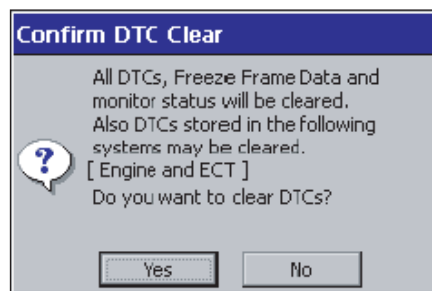 Confirm DTC Clear
All DTCs, Freeze Frame Data and
monitor status will be cleared.
Also DTCs stored in the following
systems may be cleared.
[ Engine and ECT ]
Do you want to clear DTCs?
?
Yes No